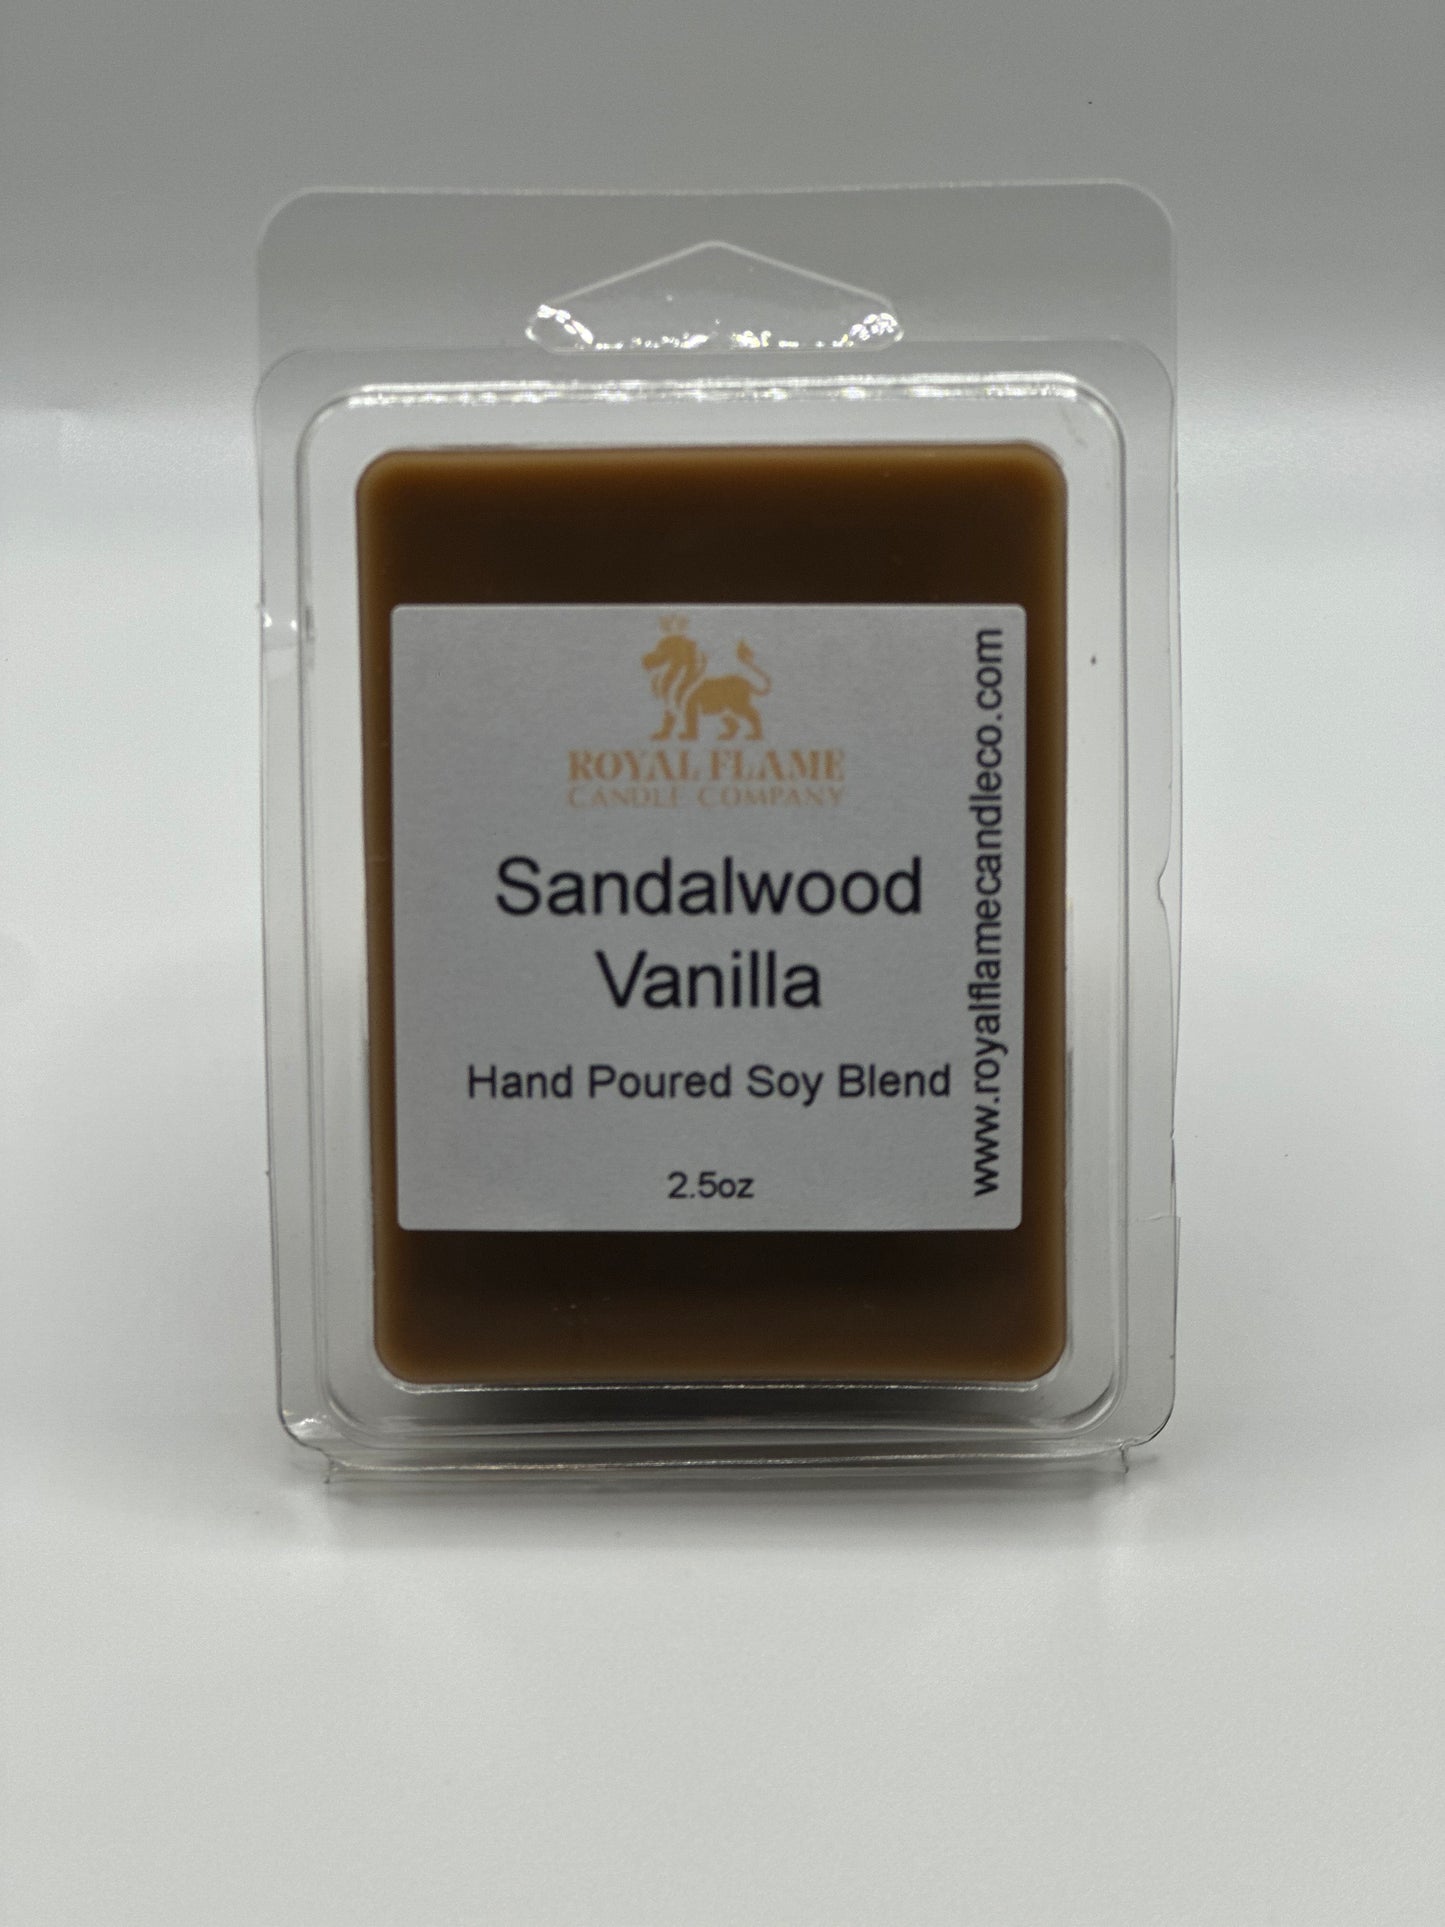 ROYAL FLAME
CANDLE COMPANY
Sandalwood
Vanilla
Hand Poured Soy Blend
2.5oz
www.royalflamecandleco.com